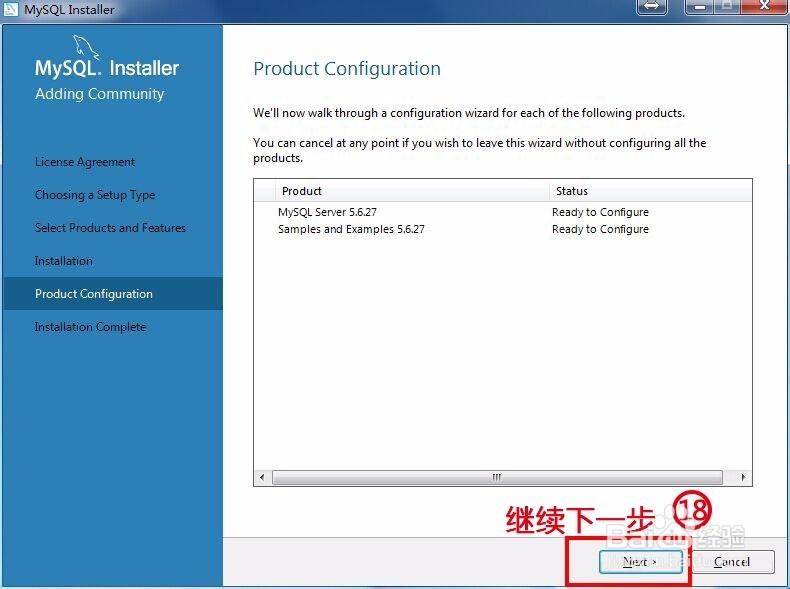 MySQL Installer
MySQL. Installer
Adding Community
License Agreement
Choosing a Setup Type
Select Products and Features
Installation
Product Configuration
Installation Complete
Product Configuration
We'll now walk through a configuration wizard for each of the following products.
You can cancel at any point if you wish to leave this wizard without configuring all the
products.
Product Status
MySQL Server 5.6.27 Ready to Configure
Samples and Examples 5.6.27 Ready to Configure
继续下一步 ⑱
Baidu经验
Next > Cancel